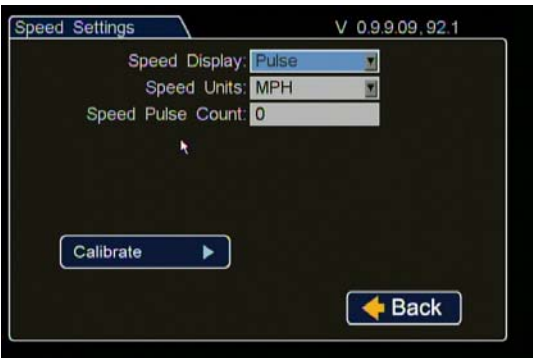 Speed Settings V 0.9.9.09, 92.1
Speed Display: Pulse
Speed Units: MPH
Speed Pulse Count: 0
Calibrate
Back